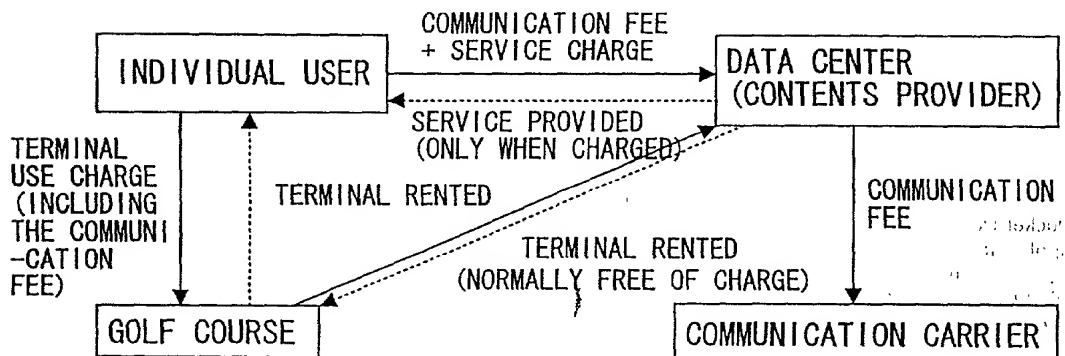 COMMUNICATION FEE
+ SERVICE CHARGE
INDIVIDUAL USER
DATA CENTER
(CONTENTS PROVIDER)
SERVICE PROVIDED
(ONLY WHEN CHARGED)
TERMINAL
USE CHARGE
(INCLUDING
THE COMMUNI
-CATION
FEE)
TERMINAL RENTED
COMMUNICATION
FEE
TERMINAL RENTED
(NORMALLY FREE OF CHARGE)
GOLF COURSE
COMMUNICATION CARRIER